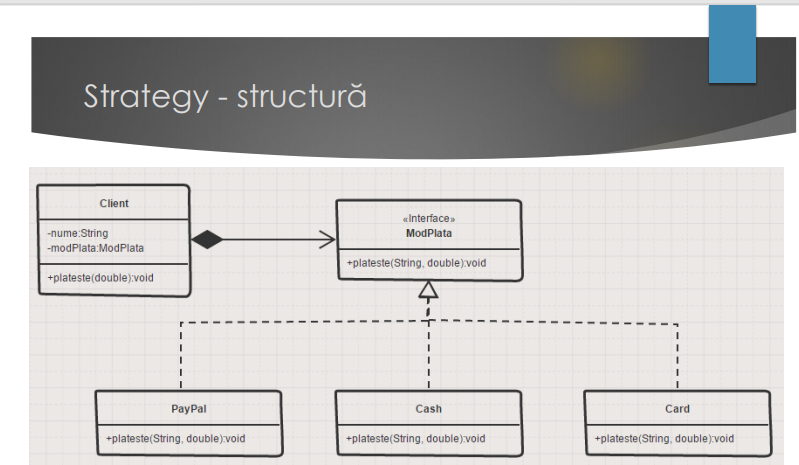 Strategy - structură
Client
-nume:String
-modPlata:ModPlata
+plateste(double):void
«Interface»
ModPlata
+plateste(String, double):void
PayPal
+plateste(String, double):void
Cash
+plateste(String, double):void
Card
+plateste(String, double):void